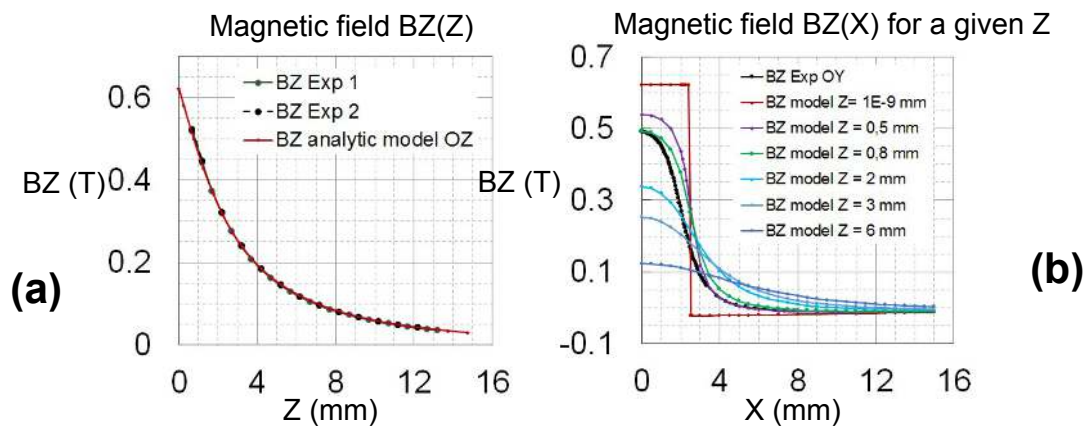 Magnetic field BZ(Z)
0.6
0.4
0.2
0
BZ (T)
BZ Exp 1
BZ Exp 2
BZ analytic model OZ
0 4 8 12 16
Z (mm)
(a)
Magnetic field BZ(X) for a given Z
0.7
0.5
0.3
0.1
-0.1
BZ (T)
BZ Exp OY
BZ model Z= 1E-9 mm
BZ model Z = 0,5 mm
BZ model Z = 0,8 mm
BZ model Z = 2 mm
BZ model Z = 3 mm
BZ model Z = 6 mm
0 4 8 12 16
X (mm)
(b)